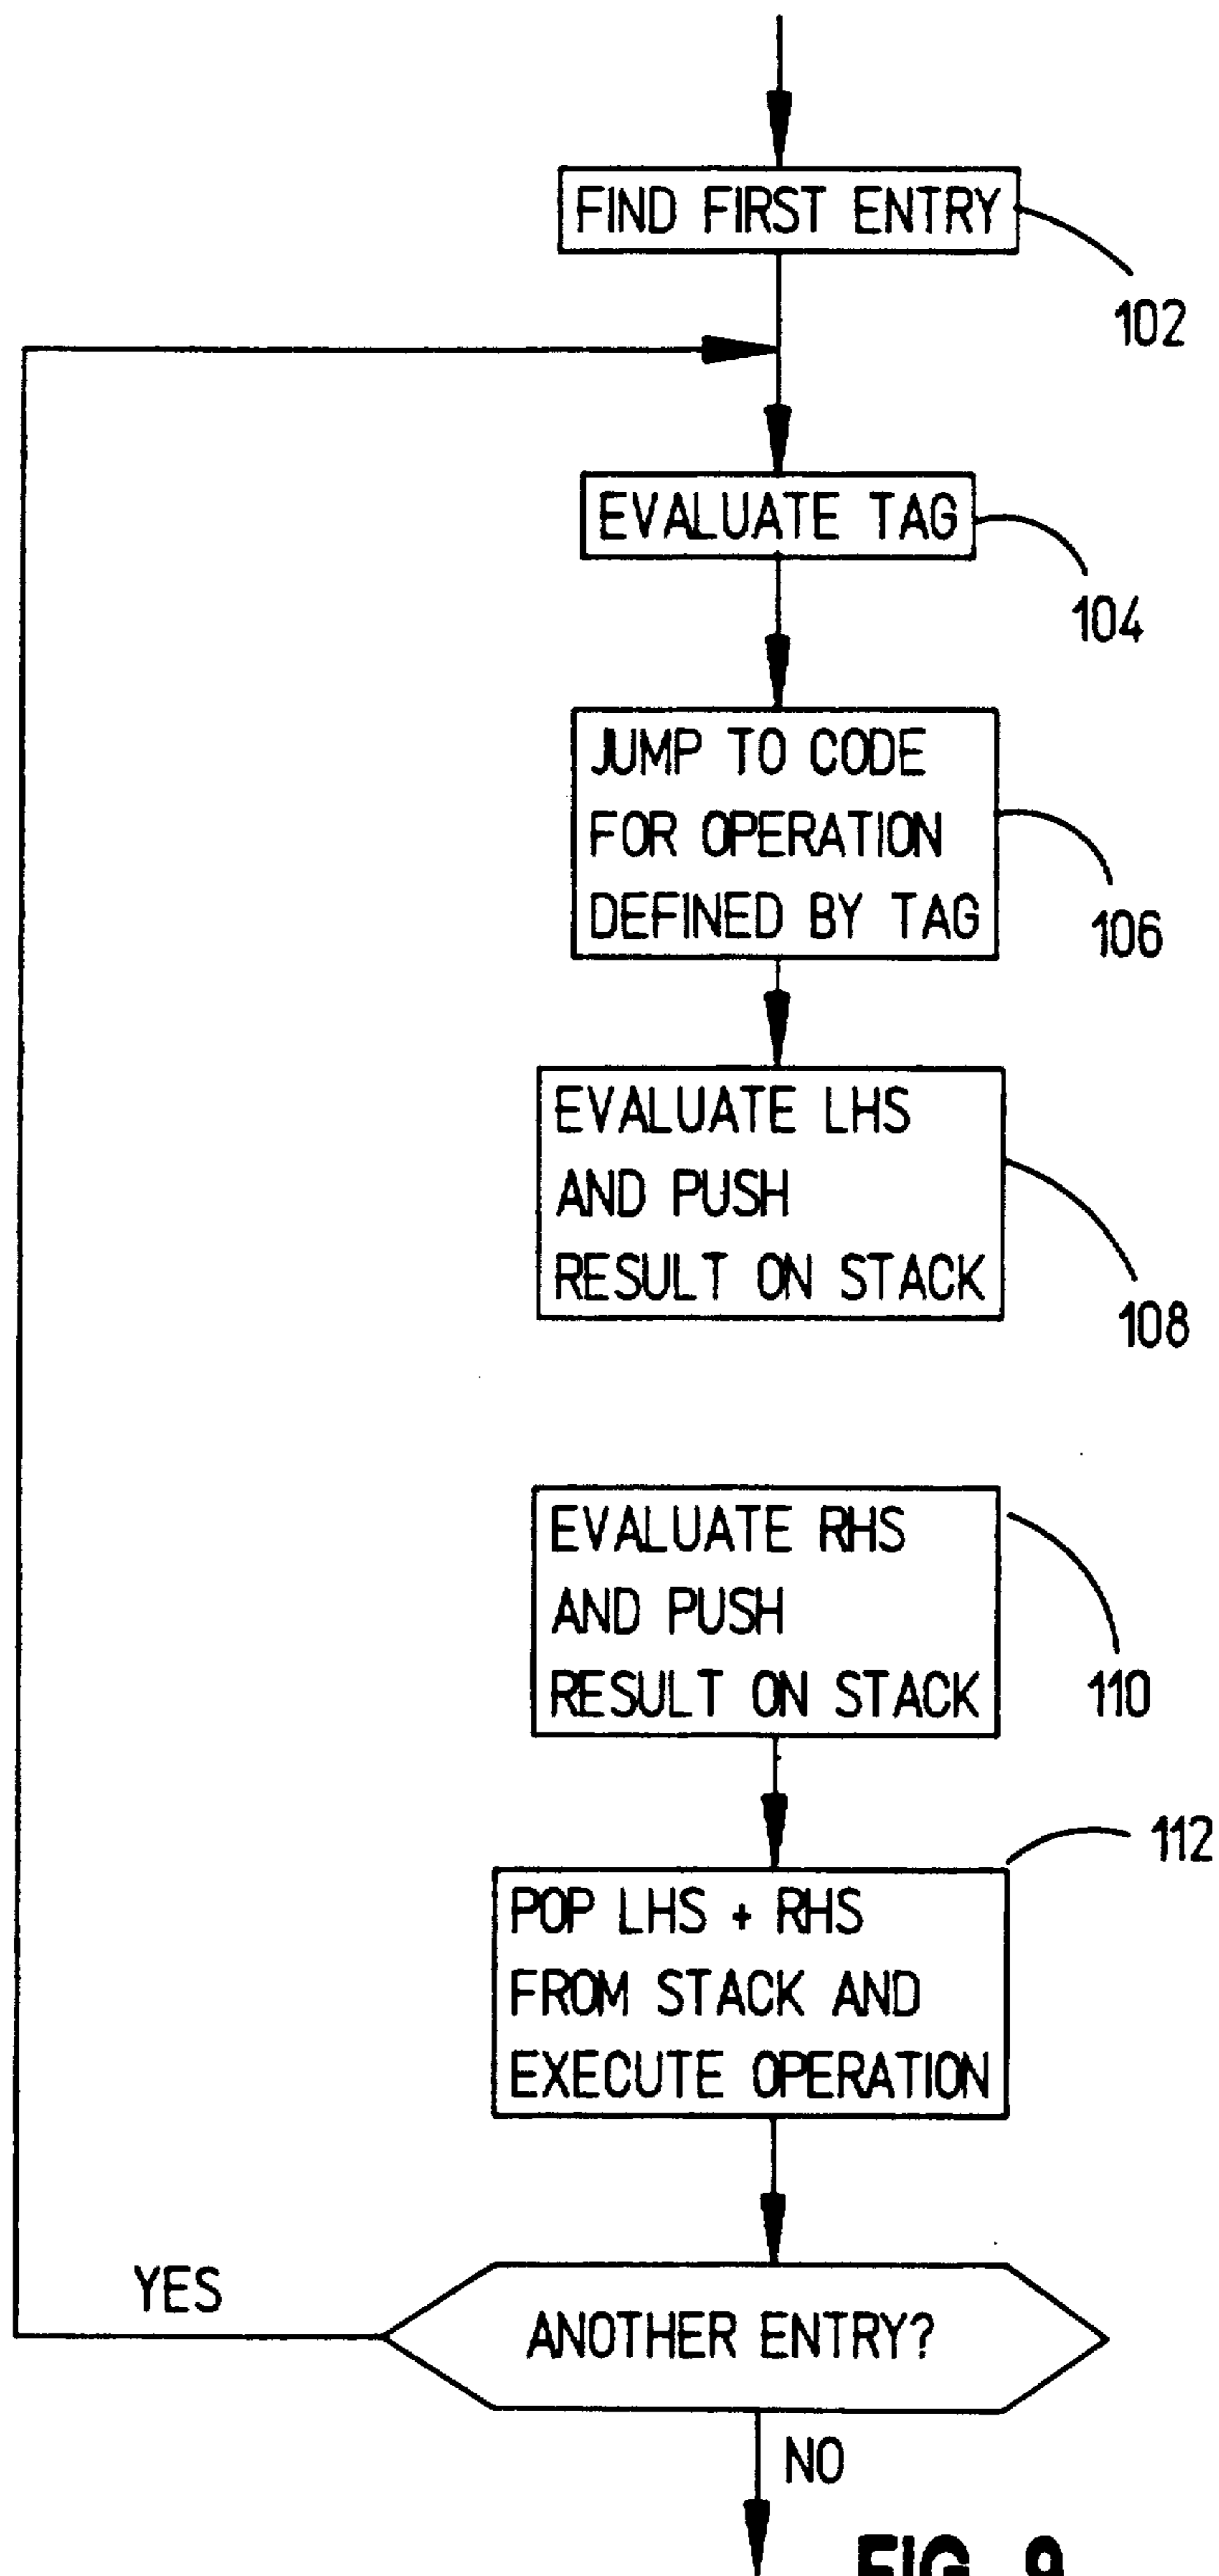 FIND FIRST ENTRY
102
EVALUATE TAG
104
JUMP TO CODE
FOR OPERATION
DEFINED BY TAG
106
EVALUATE LHS
AND PUSH
RESULT ON STACK
108
EVALUATE RHS
AND PUSH
RESULT ON STACK
110
112
POP LHS + RHS
FROM STACK AND
EXECUTE OPERATION
YES
ANOTHER ENTRY?
NO
FIG. 9